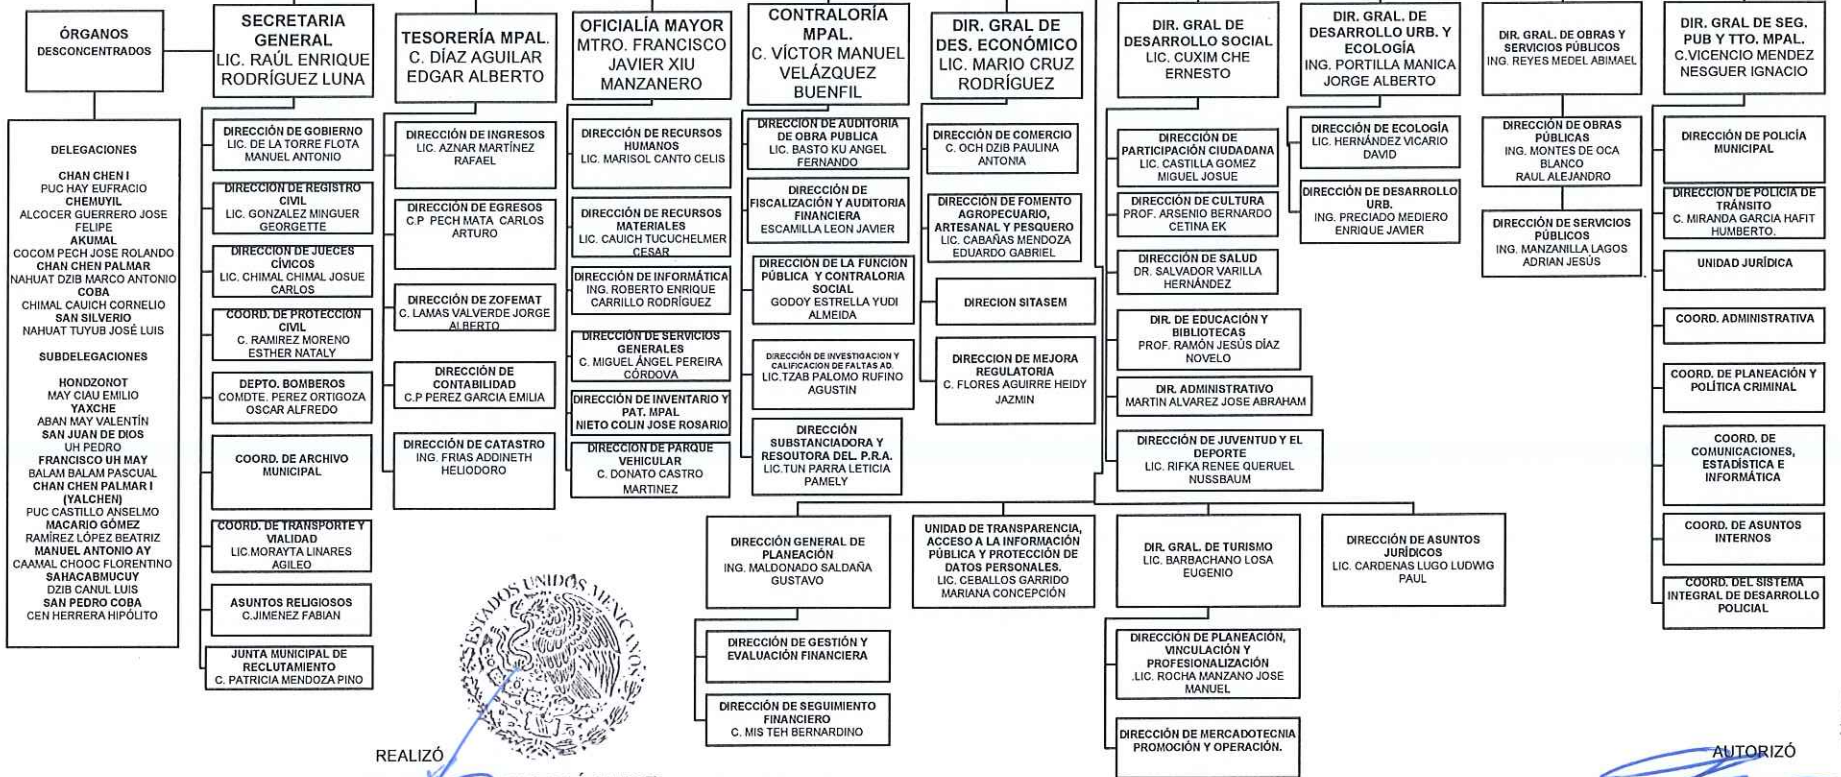 ÓRGANOS
DESCONCENTRADOS
DELEGACIONES
CHAN CHEN I
PUC HAY EUFRACIO
CHEMUYIL
ALCOCER GUERRERO JOSE
FELIPE
AKUMAL
COCOM PECH JOSE ROLANDO
CHAN CHEN PALMAR
NAHUAT DZIB MARCO ANTONIO
COBA
CHIMAL CAUICH CORNELIO
SAN SILVERIO
NAHUAT TUYUB JOSÉ LUIS
SUBDELEGACIONES
HONDZONOT
MAY CIAU EMILIO
YAXCHE
ABAN MAY VALENTÍN
SAN JUAN DE DIOS
UH PEDRO
FRANCISCO UH MAY
BALAM BALAM PASCUAL
CHAN CHEN PALMAR I
(YALCHEN)
PUC CASTILLO ANSELMO
MACARIO GÓMEZ
RAMÍREZ LÓPEZ BEATRIZ
MANUEL ANTONIO AY
CAAMAL CHOOC FLORENTINO
SAHACABMUCUY
DZIB CANUL LUIS
SAN PEDRO COBA
CEN HERRERA HIPÓLITO
SECRETARIA
GENERAL
LIC. RAÚL ENRIQUE
RODRÍGUEZ LUNA
DIRECCIÓN DE GOBIERNO
LIC. DE LA TORRE FLOTA
MANUEL ANTONIO
DIRECCIÓN DE REGISTRO
CIVIL
LIC. GONZALEZ MINGUER
GEORGETTE
DIRECCION DE JUECES
CÍVICOS
LIC. CHIMAL CHIMAL JOSUE
CARLOS
COORD. DE PROTECCION
CIVIL
C. RAMIREZ MORENO
ESTHER NATALY
DEPTO. BOMBEROS
COMDTE. PEREZ ORTIGOZA
OSCAR ALFREDO
COORD. DE ARCHIVO
MUNICIPAL
COORD. DE TRANSPORTE Y
VIALIDAD
LIC.MORAYTA LINARES
AGILEO
ASUNTOS RELIGIOSOS
C.JIMENEZ FABIAN
JUNTA MUNICIPAL DE
RECLUTAMIENTO
C. PATRICIA MENDOZA PINO
TESORERÍA MPAL.
C. DÍAZ AGUILAR
EDGAR ALBERTO
DIRECCIÓN DE INGRESOS
LIC. AZNAR MARTÍNEZ
RAFAEL
DIRECCIÓN DE EGRESOS
C.P PECH MATA CARLOS
ARTURO
DIRECCIÓN DE ZOFEMAT
C. LAMAS VALVERDE JORGE
ALBERTO
DIRECCIÓN DE
CONTABILIDAD
C.P PEREZ GARCIA EMILIA
DIRECCIÓN DE CATASTRO
ING. FRIAS ADDINETH
HELIODORO
OFICIALÍA MAYOR
MTRO. FRANCISCO
JAVIER XIU
MANZANERO
DIRECCIÓN DE RECURSOS
HUMANOS
LIC. MARISOL CANTO CELIS
DIRECCIÓN DE RECURSOS
MATERIALES
LIC. CAUICH TUCUCHELMER
CESAR
DIRECCIÓN DE INFORMÁTICA
ING. ROBERTO ENRIQUE
CARRILLO RODRÍGUEZ
DIRECCIÓN DE SERVICIOS
GENERALES
C. MIGUEL ÁNGEL PEREIRA
CÓRDOVA
DIRECCIÓN DE INVENTARIO Y
PAT. MPAL
NIETO COLIN JOSE ROSARIO
DIRECCION DE PARQUE
VEHICULAR
C. DONATO CASTRO
MARTINEZ
CONTRALORÍA
MPAL.
C. VÍCTOR MANUEL
VELÁZQUEZ
BUENFIL
DIRECCIÓN DE AUDITORIA
DE OBRA PUBLICA
LIC. BASTO KU ANGEL
FERNANDO
DIRECCIÓN DE
FISCALIZACIÓN Y AUDITORIA
FINANCIERA
ESCAMILLA LEON JAVIER
DIRECCIÓN DE LA FUNCIÓN
PÚBLICA Y CONTRALORIA
SOCIAL
GODOY ESTRELLA YUDI
ALMEIDA
DIRECCIÓN DE INVESTIGACION Y
CALIFICACION DE FALTAS AD.
LIC.TZAB PALOMO RUFINO
AGUSTIN
DIRECCIÓN
SUBSTANCIADORA Y
RESOUTORA DEL P.R.A.
LIC.TUN PARRA LETICIA
PAMELY
DIR. GRAL DE
DES. ECONÓMICO
LIC. MARIO CRUZ
RODRÍGUEZ
DIRECCIÓN DE COMERCIO
C. OCH DZIB PAULINA
ANTONIA
DIRECCIÓN DE FOMENTO
AGROPECUARIO,
ARTESANAL Y PESQUERO
LIC. CABAÑAS MENDOZA
EDUARDO GABRIEL
DIRECION SITASEM
DIRECCION DE MEJORA
REGULATORIA
C. FLORES AGUIRRE HEIDY
JAZMIN
DIR. GRAL DE
DESARROLLO SOCIAL
LIC. CUXIM CHE
ERNESTO
DIRECCIÓN DE
PARTICIPACIÓN CIUDADANA
LIC. CASTILLA GOMEZ
MIGUEL JOSUE
DIRECCIÓN DE CULTURA
PROF. ARSENIO BERNARDO
CETINA EK
DIRECCIÓN DE SALUD
DR. SALVADOR VARILLA
HERNÁNDEZ
DIR. DE EDUCACIÓN Y
BIBLIOTECAS
PROF. RAMÓN JESÚS DÍAZ
NOVELO
DIR. ADMINISTRATIVO
MARTIN ALVAREZ JOSE ABRAHAM
DIRECCIÓN DE JUVENTUD Y EL
DEPORTE
LIC. RIFKA RENEE QUERUEL
NUSSBAUM
DIR. GRAL. DE
DESARROLLO URB. Y
ECOLOGÍA
ING. PORTILLA MANICA
JORGE ALBERTO
DIRECCIÓN DE ECOLOGÍA
LIC. HERNÁNDEZ VICARIO
DAVID
DIRECCIÓN DE DESARROLLO
URB.
ING. PRECIADO MEDIERO
ENRIQUE JAVIER
DIR. GRAL. DE OBRAS Y
SERVICIOS PÚBLICOS
ING. REYES MEDEL ABIMAEL
DIRECCIÓN DE OBRAS
PÚBLICAS
ING. MONTES DE OCA
BLANCO
RAUL ALEJANDRO
DIRECCIÓN DE SERVICIOS
PÚBLICOS
ING. MANZANILLA LAGOS
ADRIAN JESÚS
DIR. GRAL DE SEG.
PUB Y TTO. MPAL.
C.VICENCIO MENDEZ
NESGUER IGNACIO
DIRECCIÓN DE POLICÍA
MUNICIPAL
DIRECCIÓN DE POLICIA DE
TRÁNSITO
C. MIRANDA GARCIA HAFIT
HUMBERTO.
UNIDAD JURÍDICA
COORD. ADMINISTRATIVA
COORD. DE PLANEACIÓN Y
POLÍTICA CRIMINAL
COORD. DE
COMUNICACIONES,
ESTADÍSTICA E
INFORMÁTICA
COORD. DE ASUNTOS
INTERNOS
COORD. DEL SISTEMA
INTEGRAL DE DESARROLLO
POLICIAL
DIRECCIÓN GENERAL DE
PLANEACIÓN
ING. MALDONADO SALDAÑA
GUSTAVO
DIRECCIÓN DE GESTIÓN Y
EVALUACIÓN FINANCIERA
DIRECCIÓN DE SEGUIMIENTO
FINANCIERO
C. MIS TEH BERNARDINO
UNIDAD DE TRANSPARENCIA,
ACCESO A LA INFORMACIÓN
PÚBLICA Y PROTECCIÓN DE
DATOS PERSONALES.
LIC. CEBALLOS GARRIDO
MARIANA CONCEPCIÓN
DIR. GRAL. DE TURISMO
LIC. BARBACHANO LOSA
EUGENIO
DIRECCIÓN DE PLANEACIÓN,
VINCULACIÓN Y
PROFESIONALIZACIÓN
.LIC. ROCHA MANZANO JOSE
MANUEL
DIRECCIÓN DE MERCADOTECNIA
PROMOCIÓN Y OPERACIÓN.
DIRECCIÓN DE ASUNTOS
JURÍDICOS
LIC. CARDENAS LUGO LUDWIG
PAUL
ESTADOS UNIDOS MEXICANOS
REALIZÓ
AUTORIZÓ